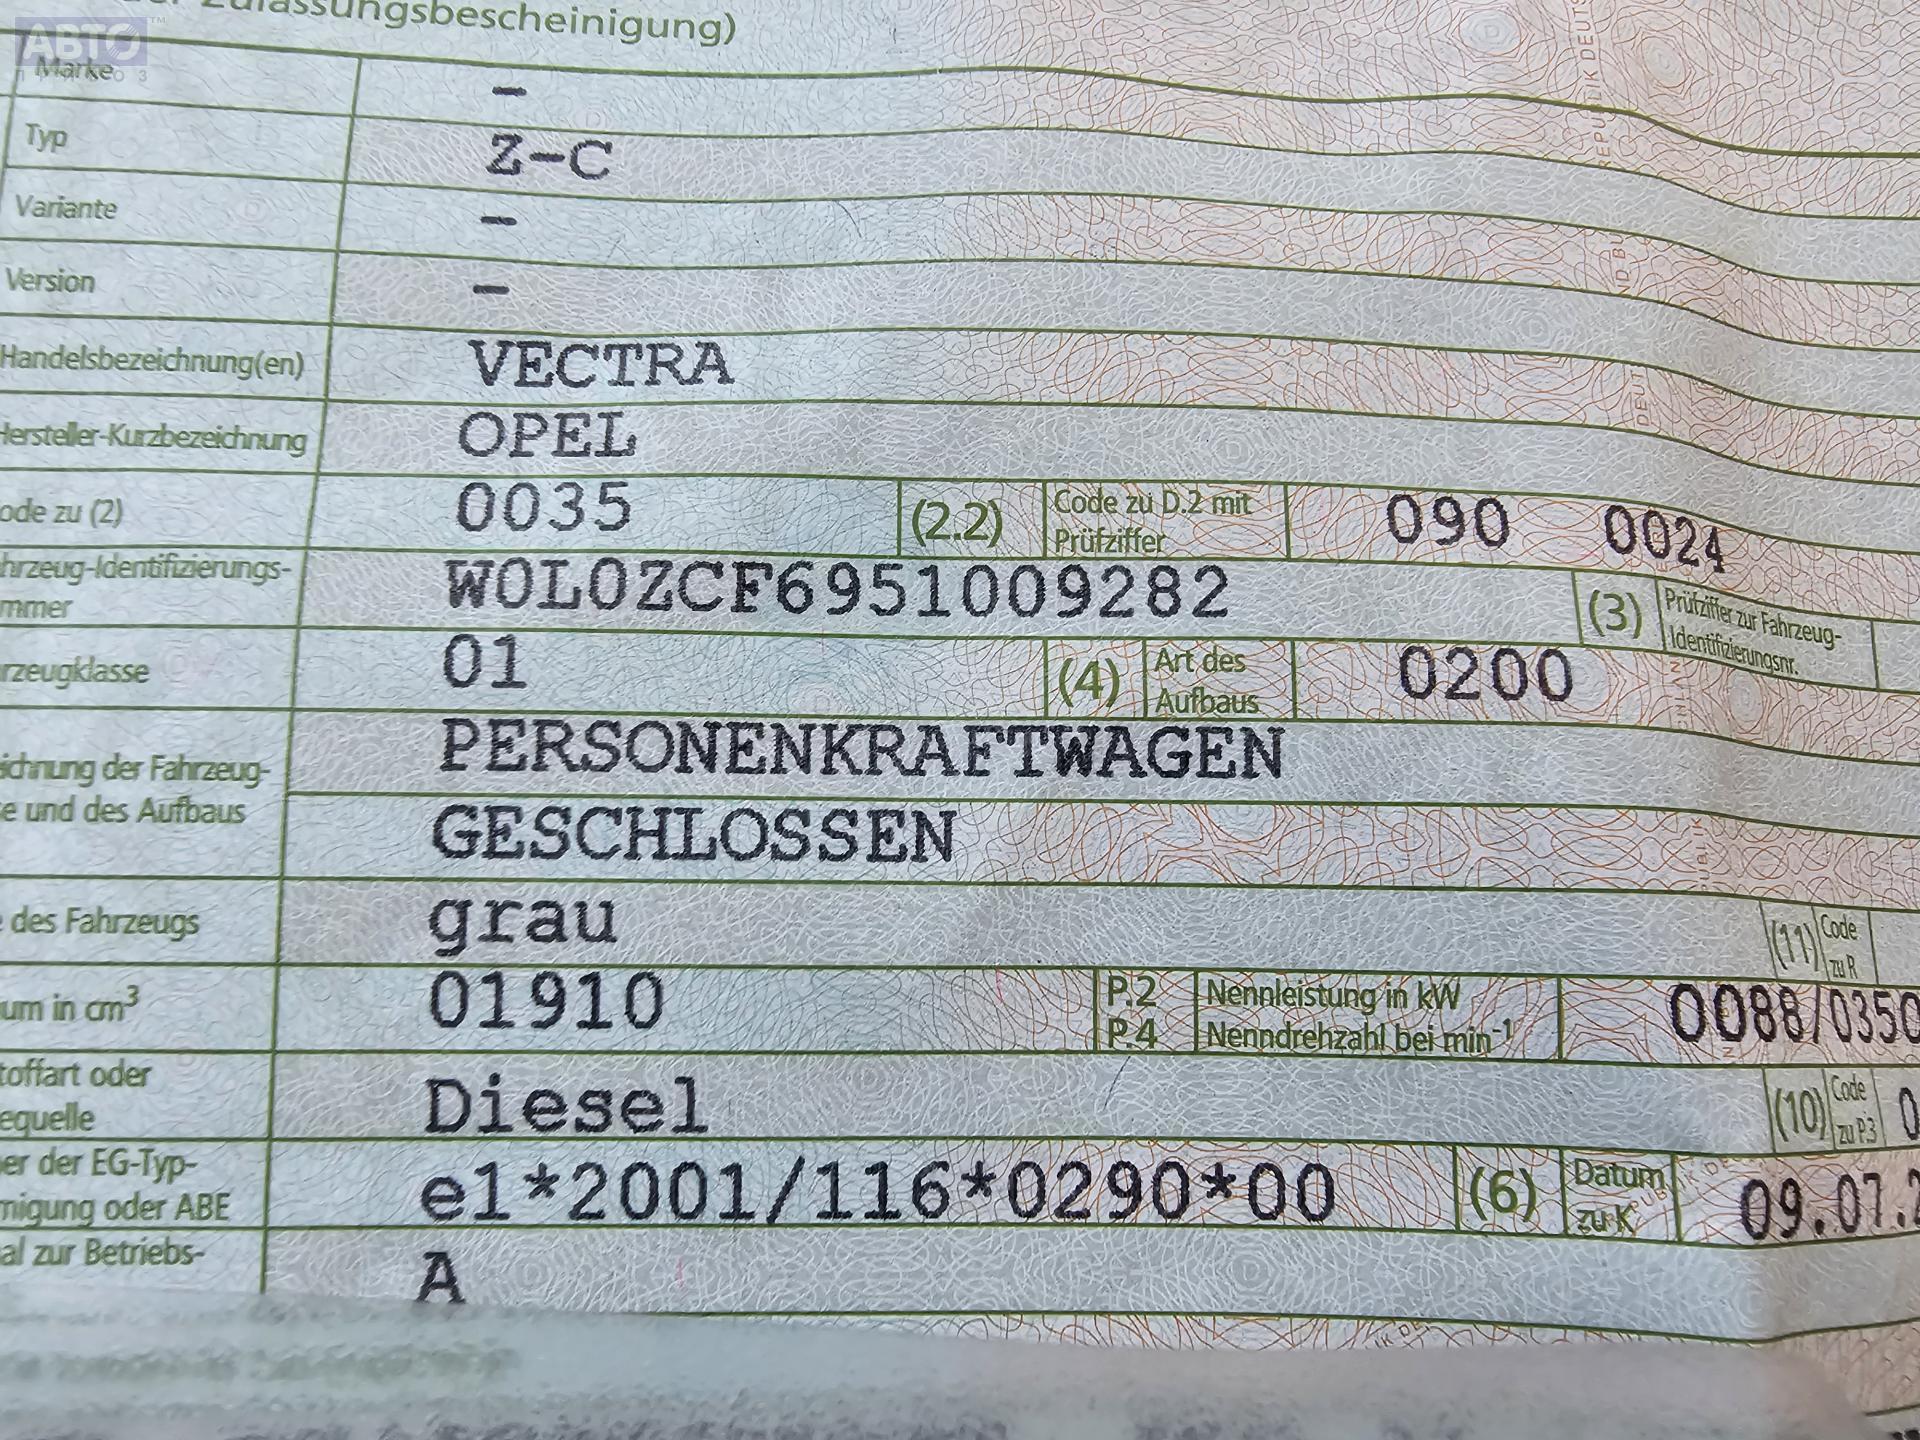 Zulassungsbescheinigung)
АВТО
Marke -
Typ Z-C
Variante -
Version -
Handelsbezeichnung(en) VECTRA
Hersteller-Kurzbezeichnung OPEL
ode zu (2) 0035 (2.2) Code zu D.2 mit Prüfziffer 090 0024
hrzeug-Identifizierungs-
mmer W0L0ZCF6951009282 (3) Prüfziffer zur Fahrzeug-
Identifizierungsnr.
rzeugklasse 01 (4) Art des Aufbaus 0200
ichnung der Fahrzeug- PERSONENKRAFTWAGEN
e und des Aufbaus GESCHLOSSEN
des Fahrzeugs grau (11) Code zu R
um in cm³ 01910 P.2 Nennleistung in kW
P.4 Nenndrehzahl bei min⁻¹ 0088/0350
toffart oder
equelle Diesel (10) Code zu P.3 0
er der EG-Typ-
migung oder ABE e1*2001/116*0290*00 (6) Datum zu K 09.07.2
al zur Betriebs- A